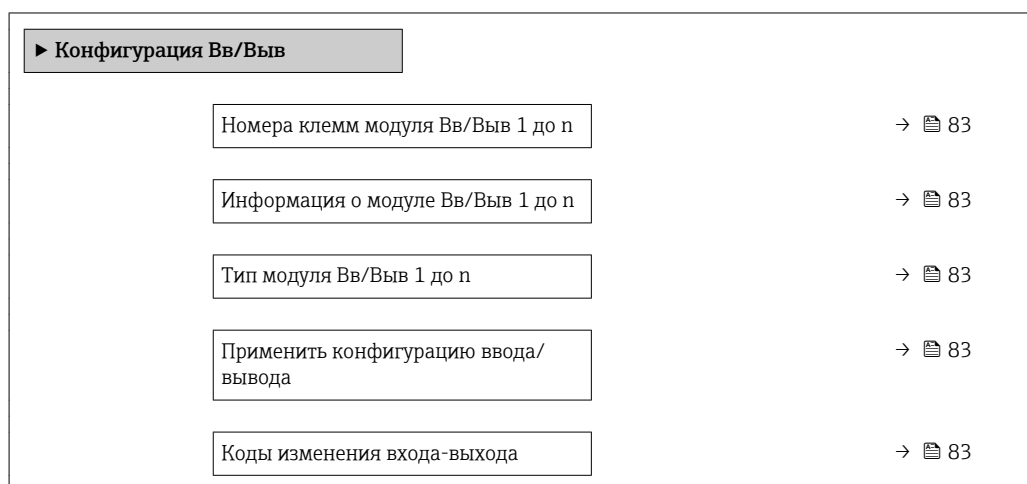 ▶ Конфигурация Вв/Выв
Номера клемм модуля Вв/Выв 1 до n → 83
Информация о модуле Вв/Выв 1 до n → 83
Тип модуля Вв/Выв 1 до n → 83
Применить конфигурацию ввода/ → 83
вывода
Коды изменения входа-выхода → 83